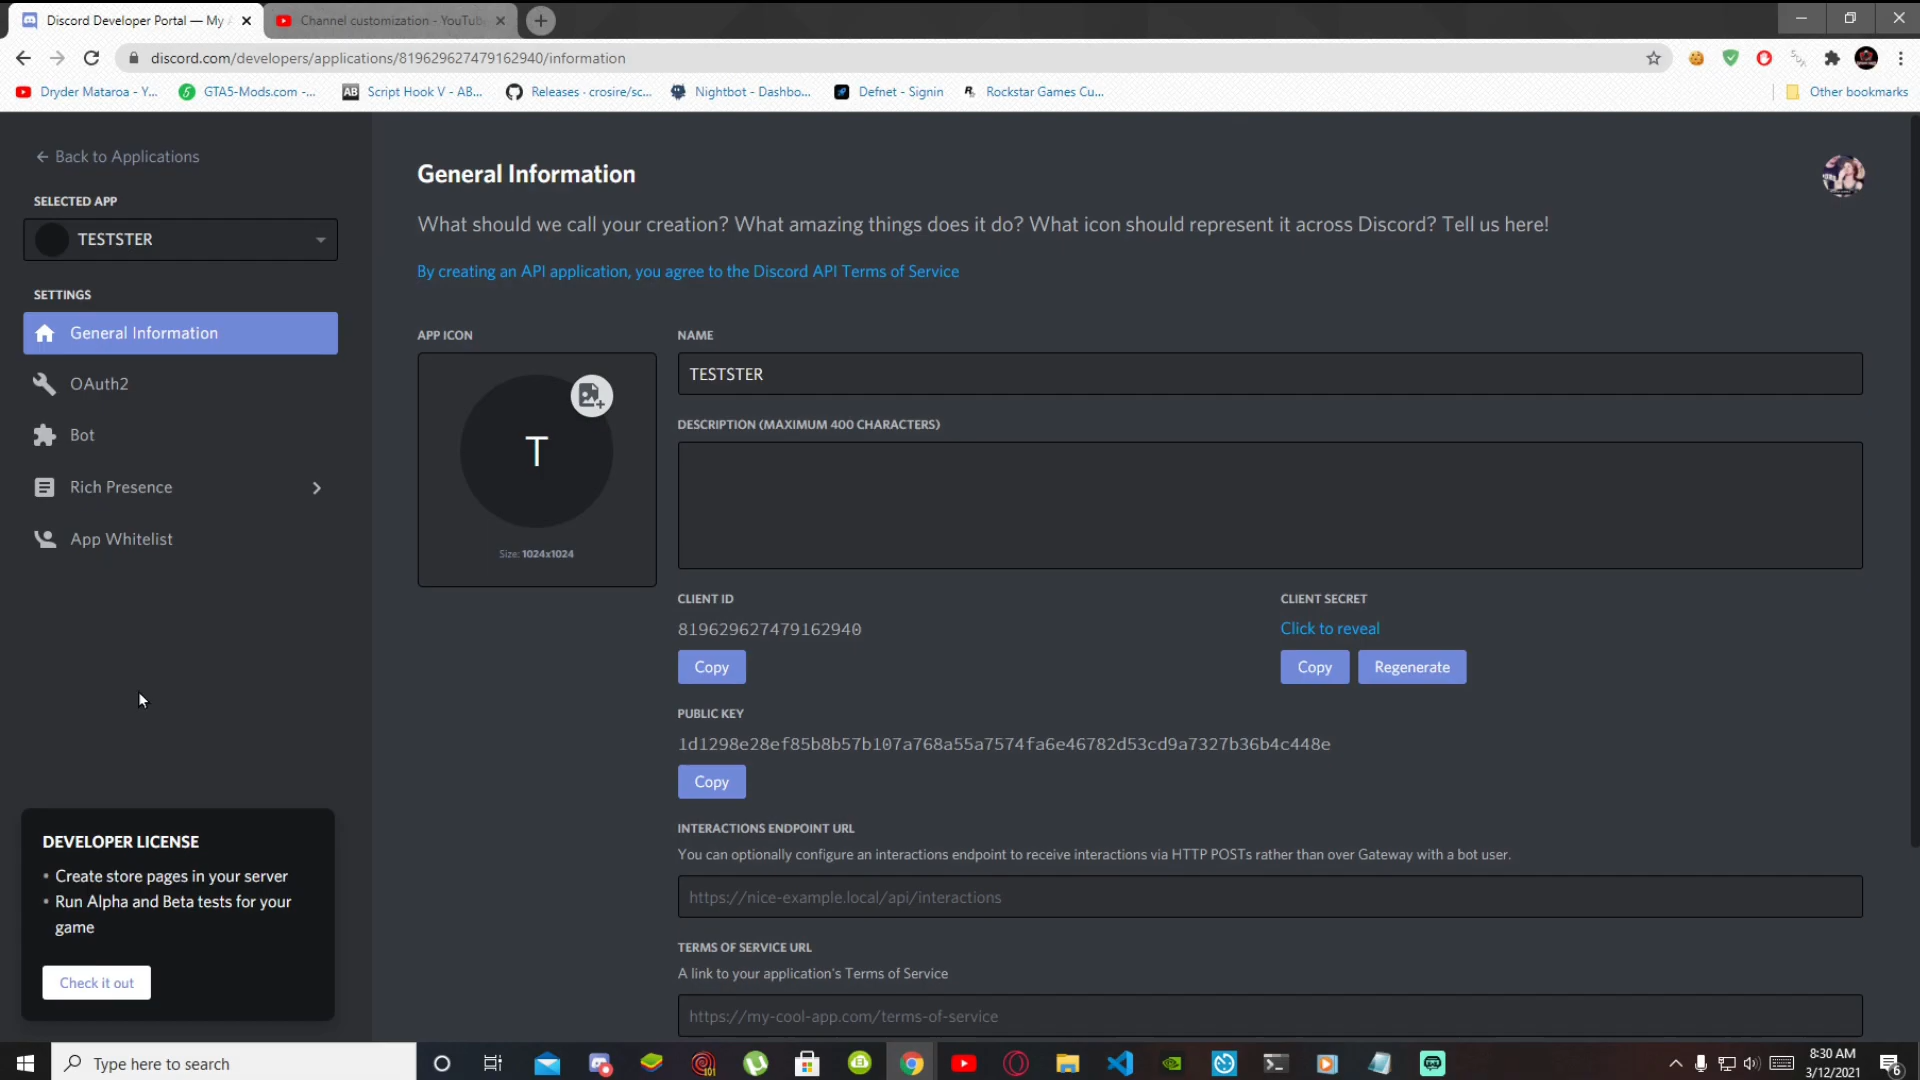 Discord Developer Portal — My
Channel customization - YouTub
discord.com/developers/applications/819629627479162940/information
Dryder Mataroa - Y...
GTA5-Mods.com -...
AB
Script Hook V - AB...
Releases · crosire/sc...
Nightbot - Dashbo...
Defnet - Signin
Rockstar Games Cu...
Other bookmarks
Back to Applications
SELECTED APP
TESTSTER
SETTINGS
General Information
OAuth2
Bot
Rich Presence
App Whitelist
DEVELOPER LICENSE
• Create store pages in your server
• Run Alpha and Beta tests for your
game
Check it out
General Information
What should we call your creation? What amazing things does it do? What icon should represent it across Discord? Tell us here!
By creating an API application, you agree to the Discord API Terms of Service
APP ICON
T
Size: 1024x1024
NAME
TESTSTER
DESCRIPTION (MAXIMUM 400 CHARACTERS)
CLIENT ID
819629627479162940
Copy
CLIENT SECRET
Click to reveal
Copy
Regenerate
PUBLIC KEY
1d1298e28ef85b8b57b107a768a55a7574fa6e46782d53cd9a7327b36b4c448e
Copy
INTERACTIONS ENDPOINT URL
You can optionally configure an interactions endpoint to receive interactions via HTTP POSTs rather than over Gateway with a bot user.
https://nice-example.local/api/interactions
TERMS OF SERVICE URL
A link to your application's Terms of Service
https://my-cool-app.com/terms-of-service
Type here to search
8:30 AM
3/12/2021
6